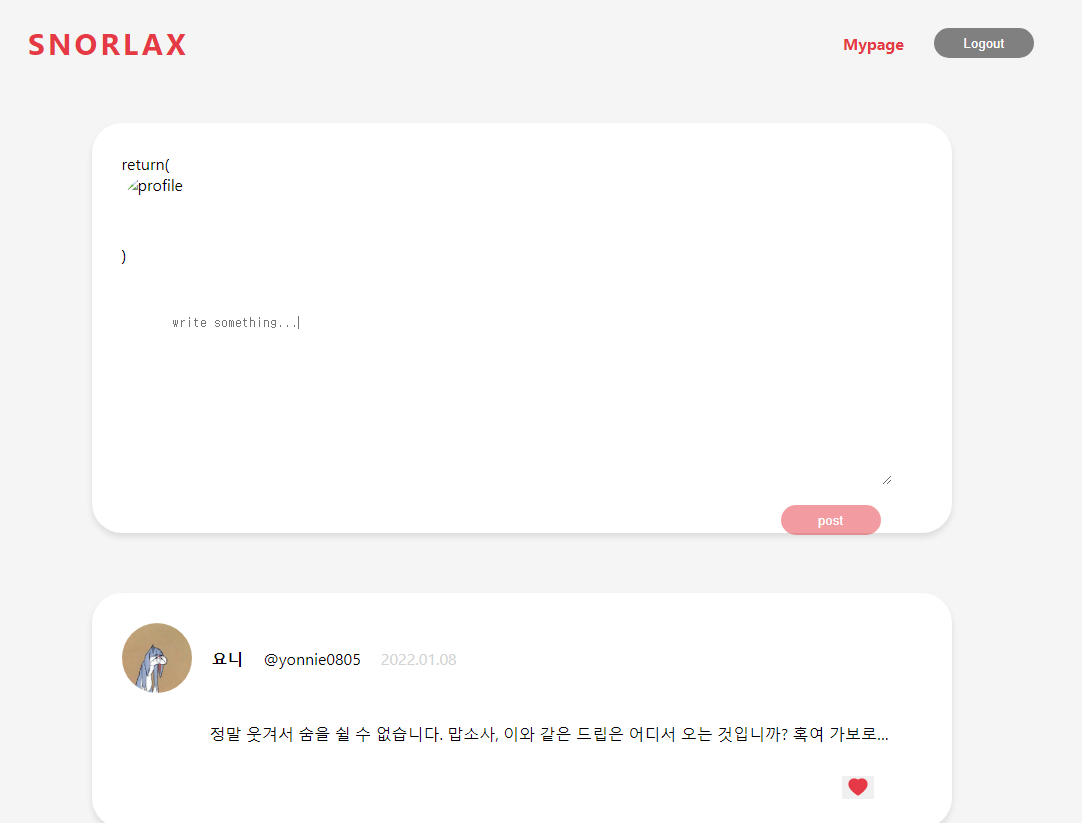 SNORLAX
Mypage
Logout
return(
profile
)
write something...
post
요니 @yonnie0805 2022.01.08
정말 웃겨서 숨을 쉴 수 없습니다. 맙소사, 이와 같은 드립은 어디서 오는 것입니까? 혹여 가보로...